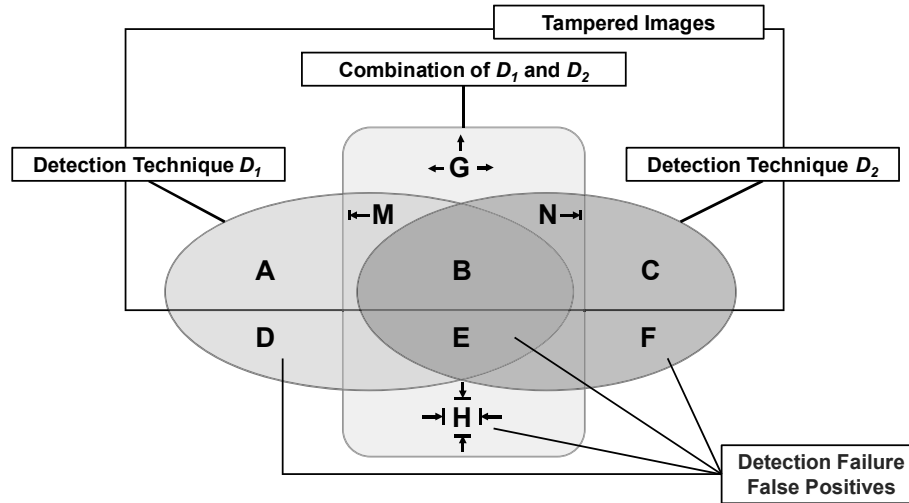 Tampered Images
Combination of D1 and D2
Detection Technique D1
Detection Technique D2
G
M
N
A
B
C
D
E
F
H
Detection Failure
False Positives